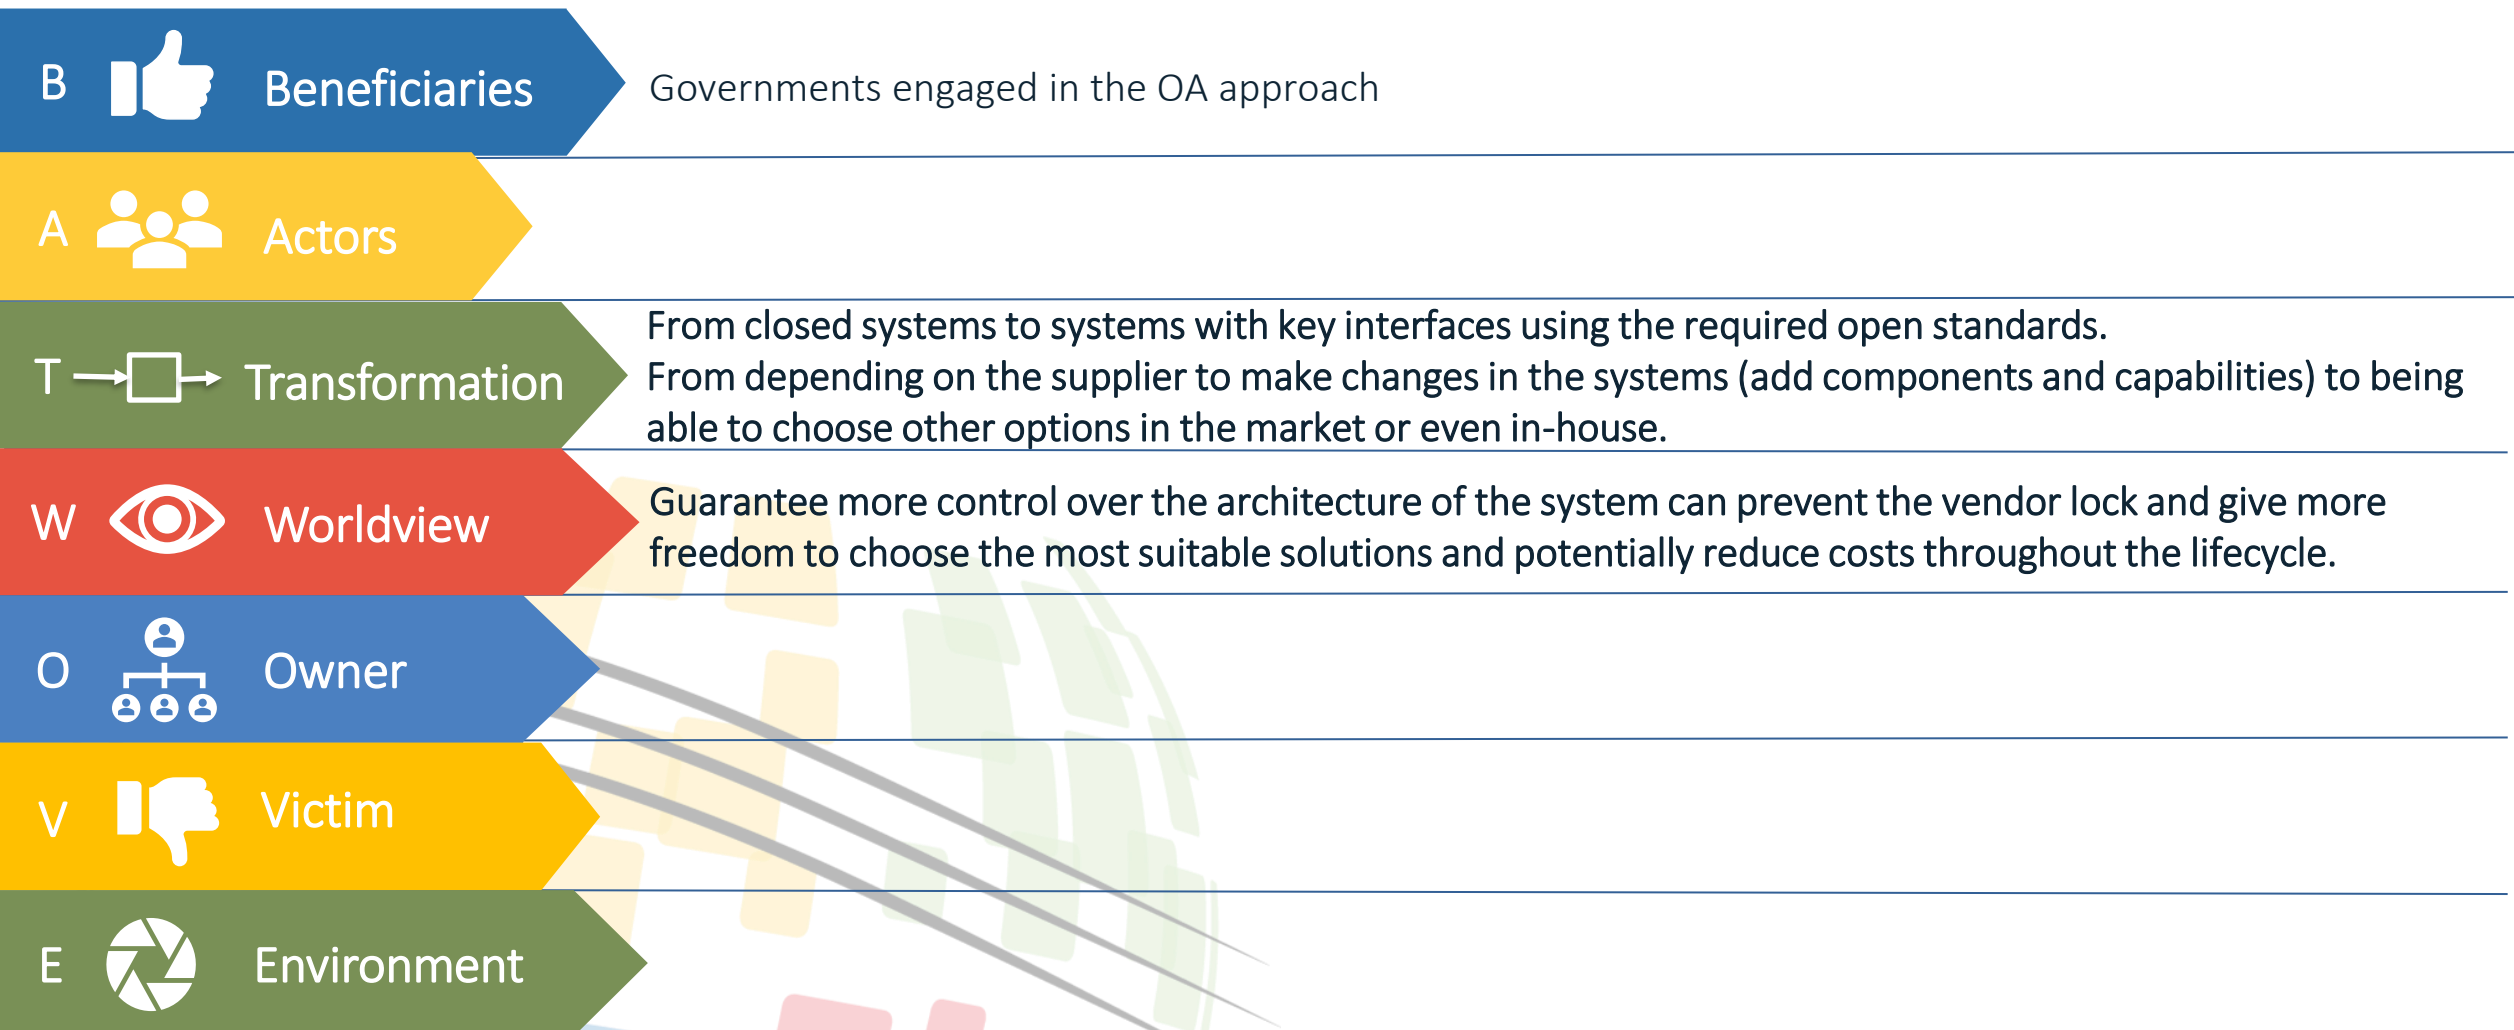 B Beneficiaries Governments engaged in the OA approach
A Actors
From closed systems to systems with key interfaces using the required open standards.
T Transformation From depending on the supplier to make changes in the systems (add components and capabilities) to being
able to choose other options in the market or even in-house.
W Worldview Guarantee more control over the architecture of the system can prevent the vendor lock and give more
freedom to choose the most suitable solutions and potentially reduce costs throughout the lifecycle.
O Owner
V Victim
E Environment